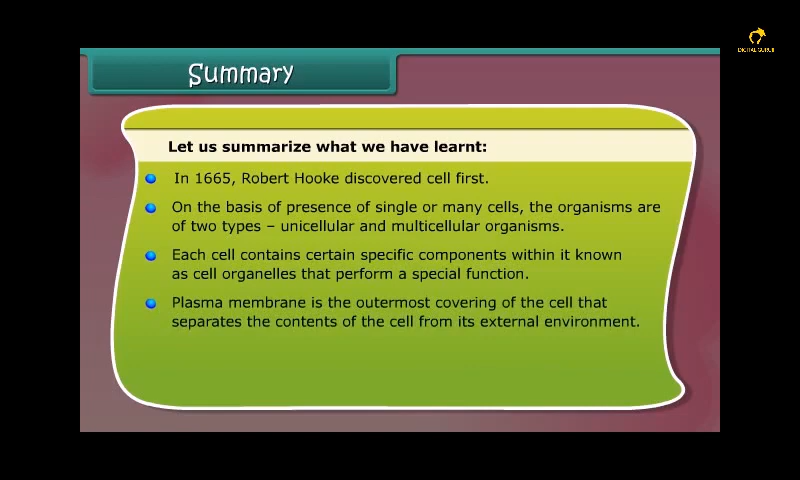 DIGITAL GURUJI
Summary
Let us summarize what we have learnt:
In 1665, Robert Hooke discovered cell first.
On the basis of presence of single or many cells, the organisms are
of two types – unicellular and multicellular organisms.
Each cell contains certain specific components within it known
as cell organelles that perform a special function.
Plasma membrane is the outermost covering of the cell that
separates the contents of the cell from its external environment.